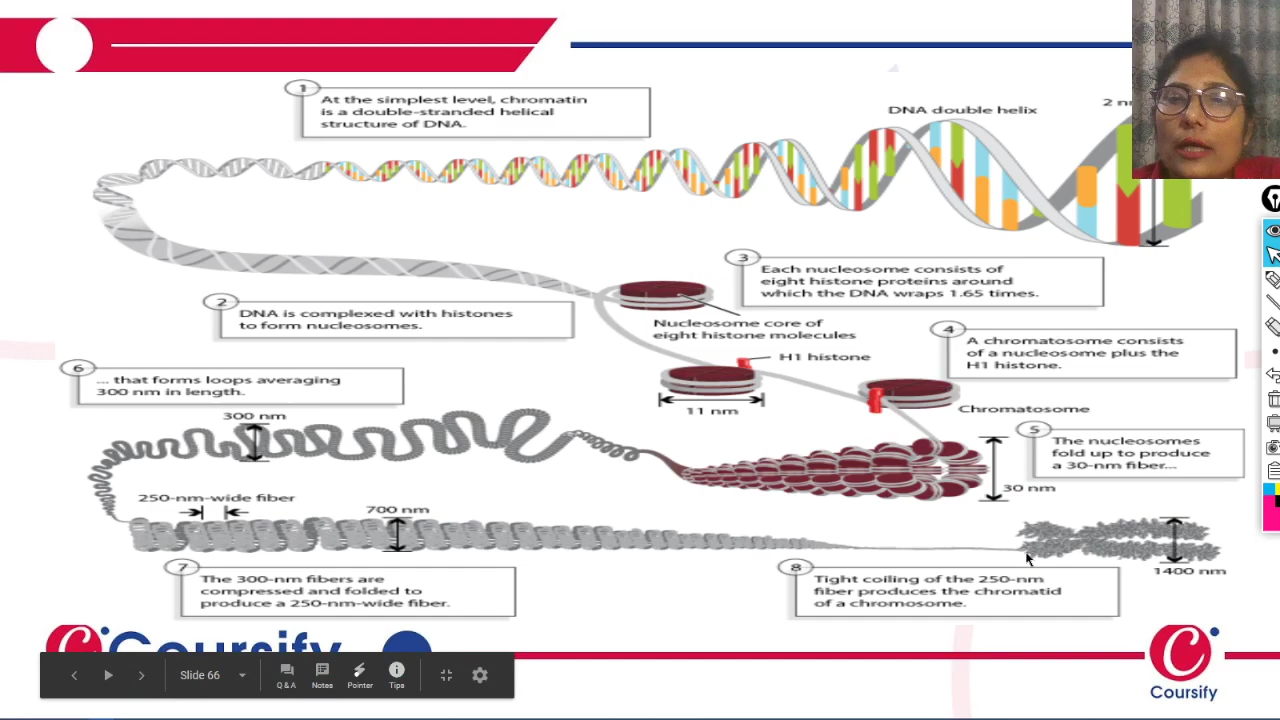 1
At the simplest level, chromatin
is a double-stranded helical
structure of DNA.
DNA double helix
2
DNA is complexed with histones
to form nucleosomes.
3
Each nucleosome consists of
eight histone proteins around
which the DNA wraps 1.65 times.
Nucleosome core of
eight histone molecules
H1 histone
11 nm
4
A chromatosome consists
of a nucleosome plus the
H1 histone.
Chromatosome
5
The nucleosomes
fold up to produce
a 30-nm fiber...
30 nm
6
... that forms loops averaging
300 nm in length.
300 nm
250-nm-wide fiber
700 nm
7
The 300-nm fibers are
compressed and folded to
produce a 250-nm-wide fiber.
8
Tight coiling of the 250-nm
fiber produces the chromatid
of a chromosome.
1400 nm
Coursify
Coursify
Slide 66
Q & A
Notes
Pointer
Tips